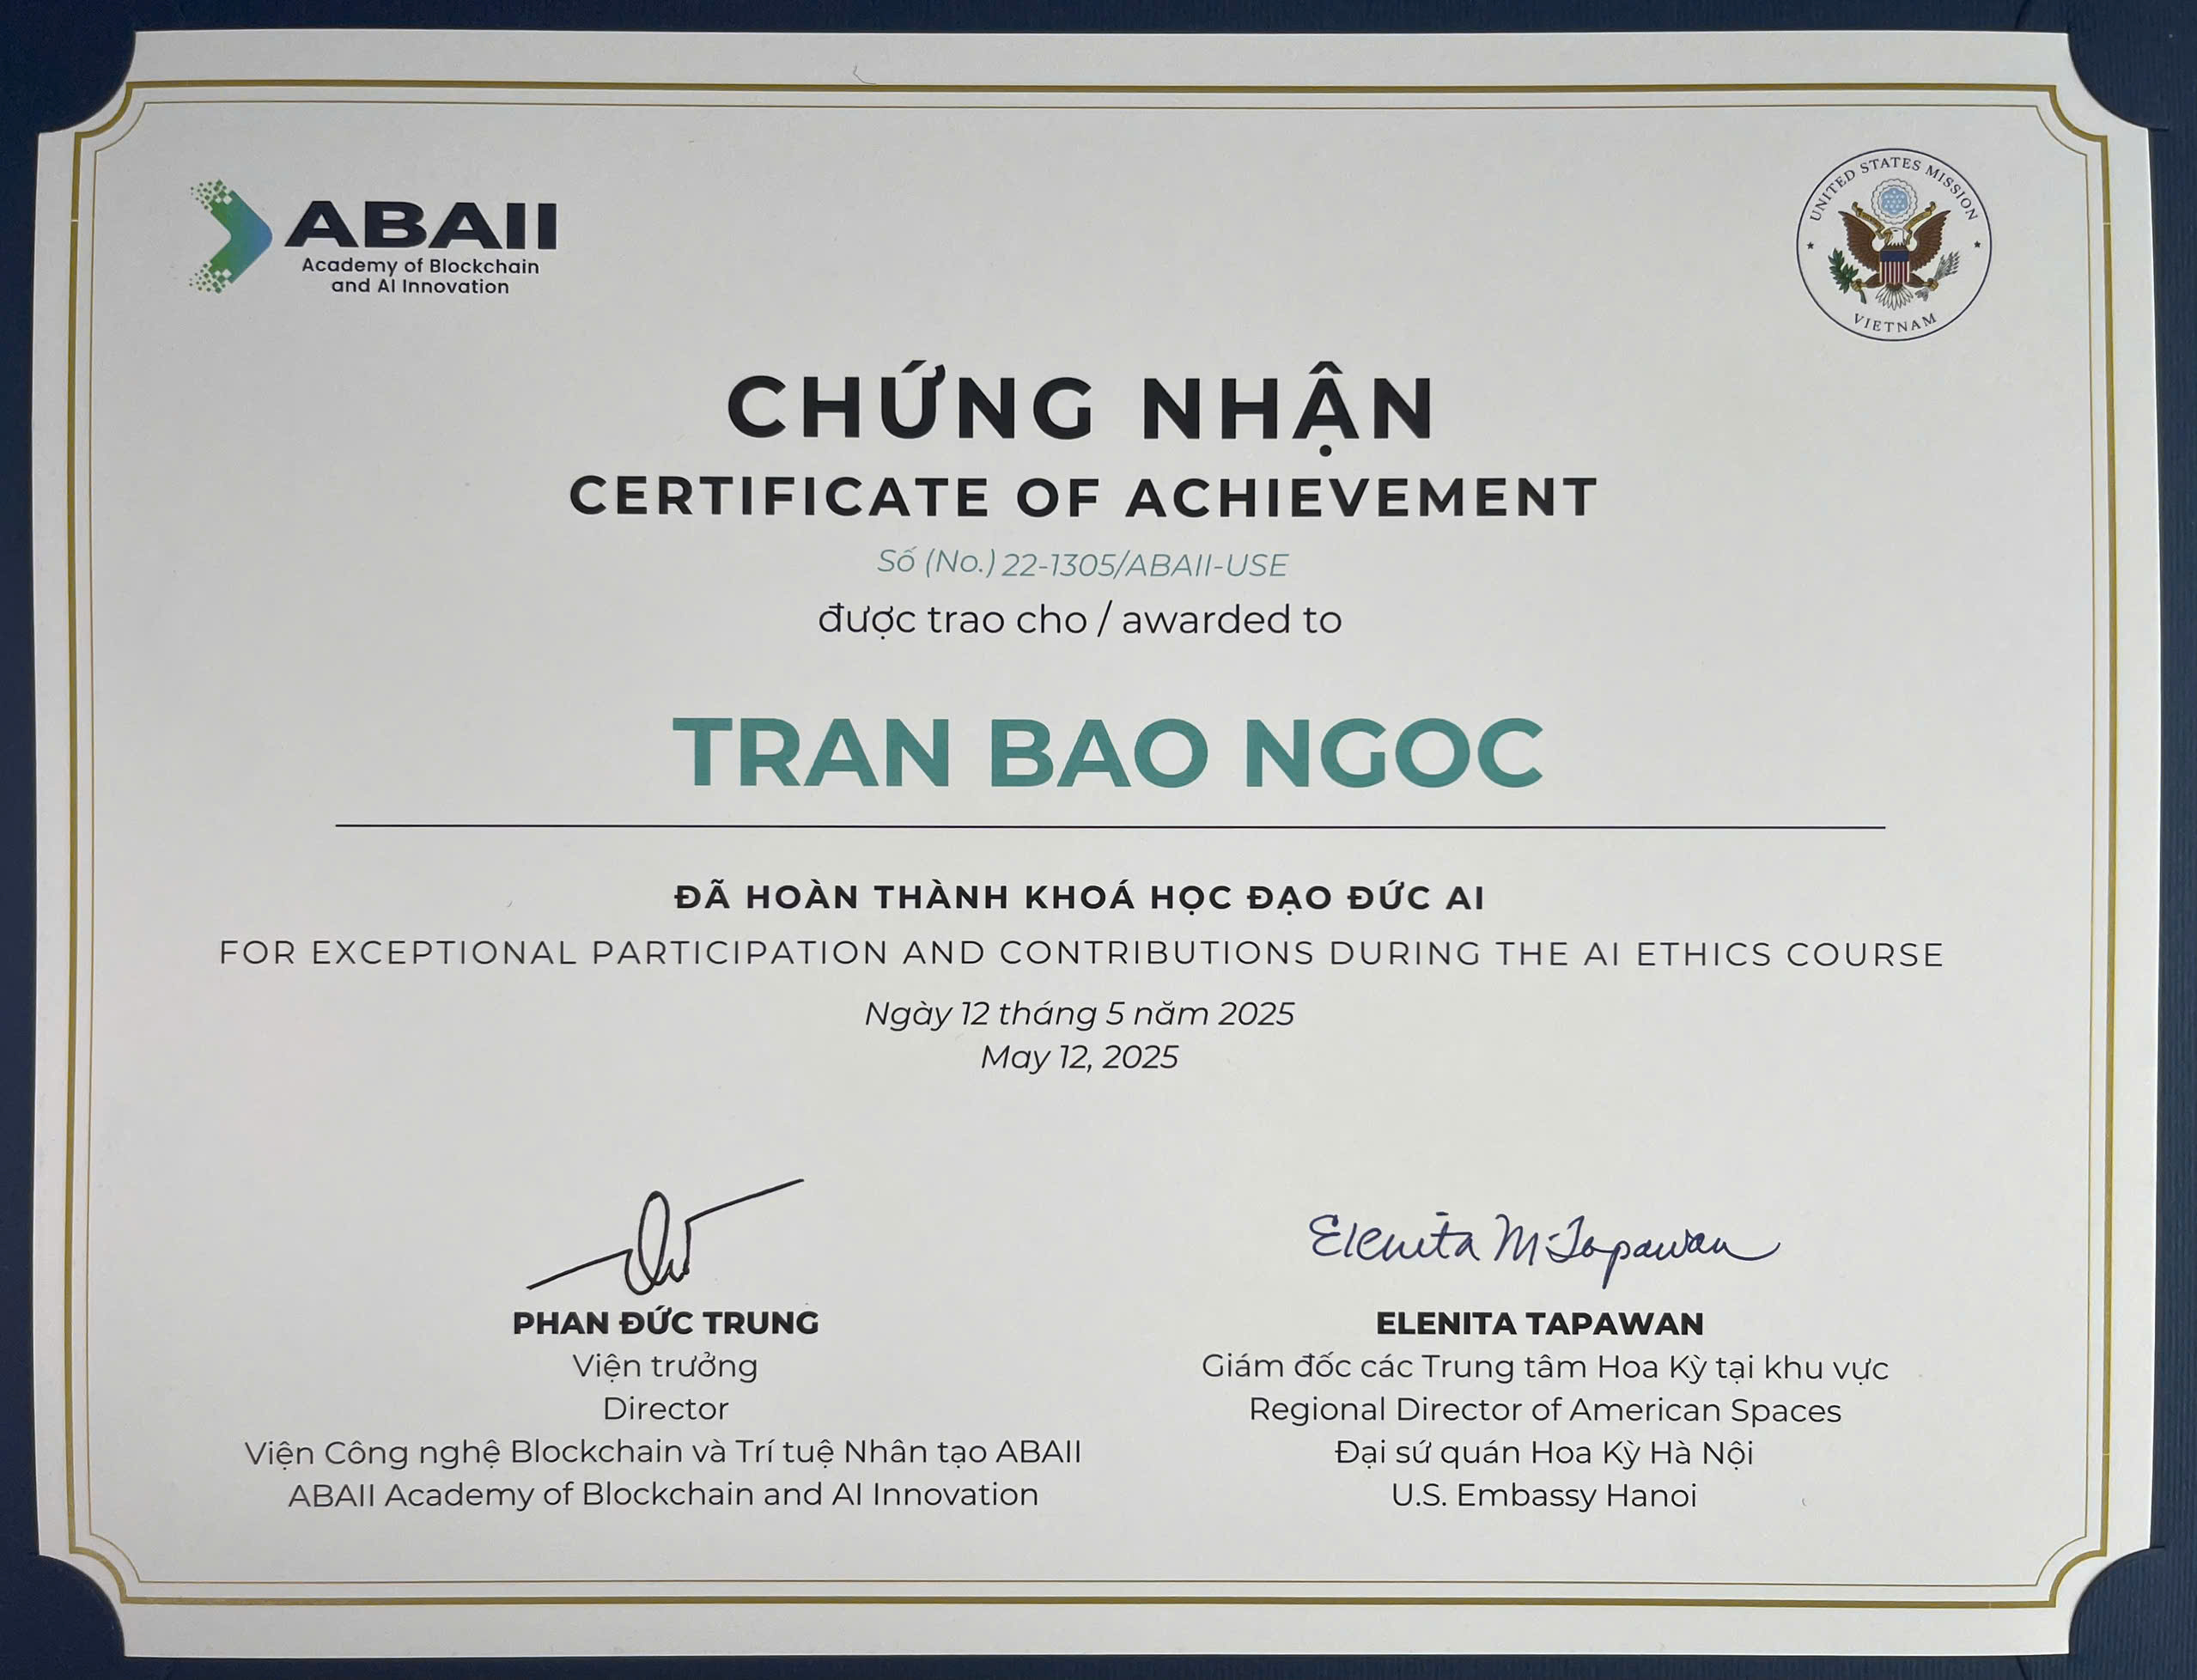 ABAII
Academy of Blockchain
and AI Innovation
UNITED STATES MISSION
VIETNAM
CHỨNG NHẬN
CERTIFICATE OF ACHIEVEMENT
Số (No.) 22-1305/ABAII-USE
được trao cho / awarded to
TRAN BAO NGOC
ĐÃ HOÀN THÀNH KHOÁ HỌC ĐẠO ĐỨC AI
FOR EXCEPTIONAL PARTICIPATION AND CONTRIBUTIONS DURING THE AI ETHICS COURSE
Ngày 12 tháng 5 năm 2025
May 12, 2025
PHAN ĐỨC TRUNG
Viện trưởng
Director
Viện Công nghệ Blockchain và Trí tuệ Nhân tạo ABAII
ABAII Academy of Blockchain and AI Innovation
Elenita M Tapawan
ELENITA TAPAWAN
Giám đốc các Trung tâm Hoa Kỳ tại khu vực
Regional Director of American Spaces
Đại sứ quán Hoa Kỳ Hà Nội
U.S. Embassy Hanoi